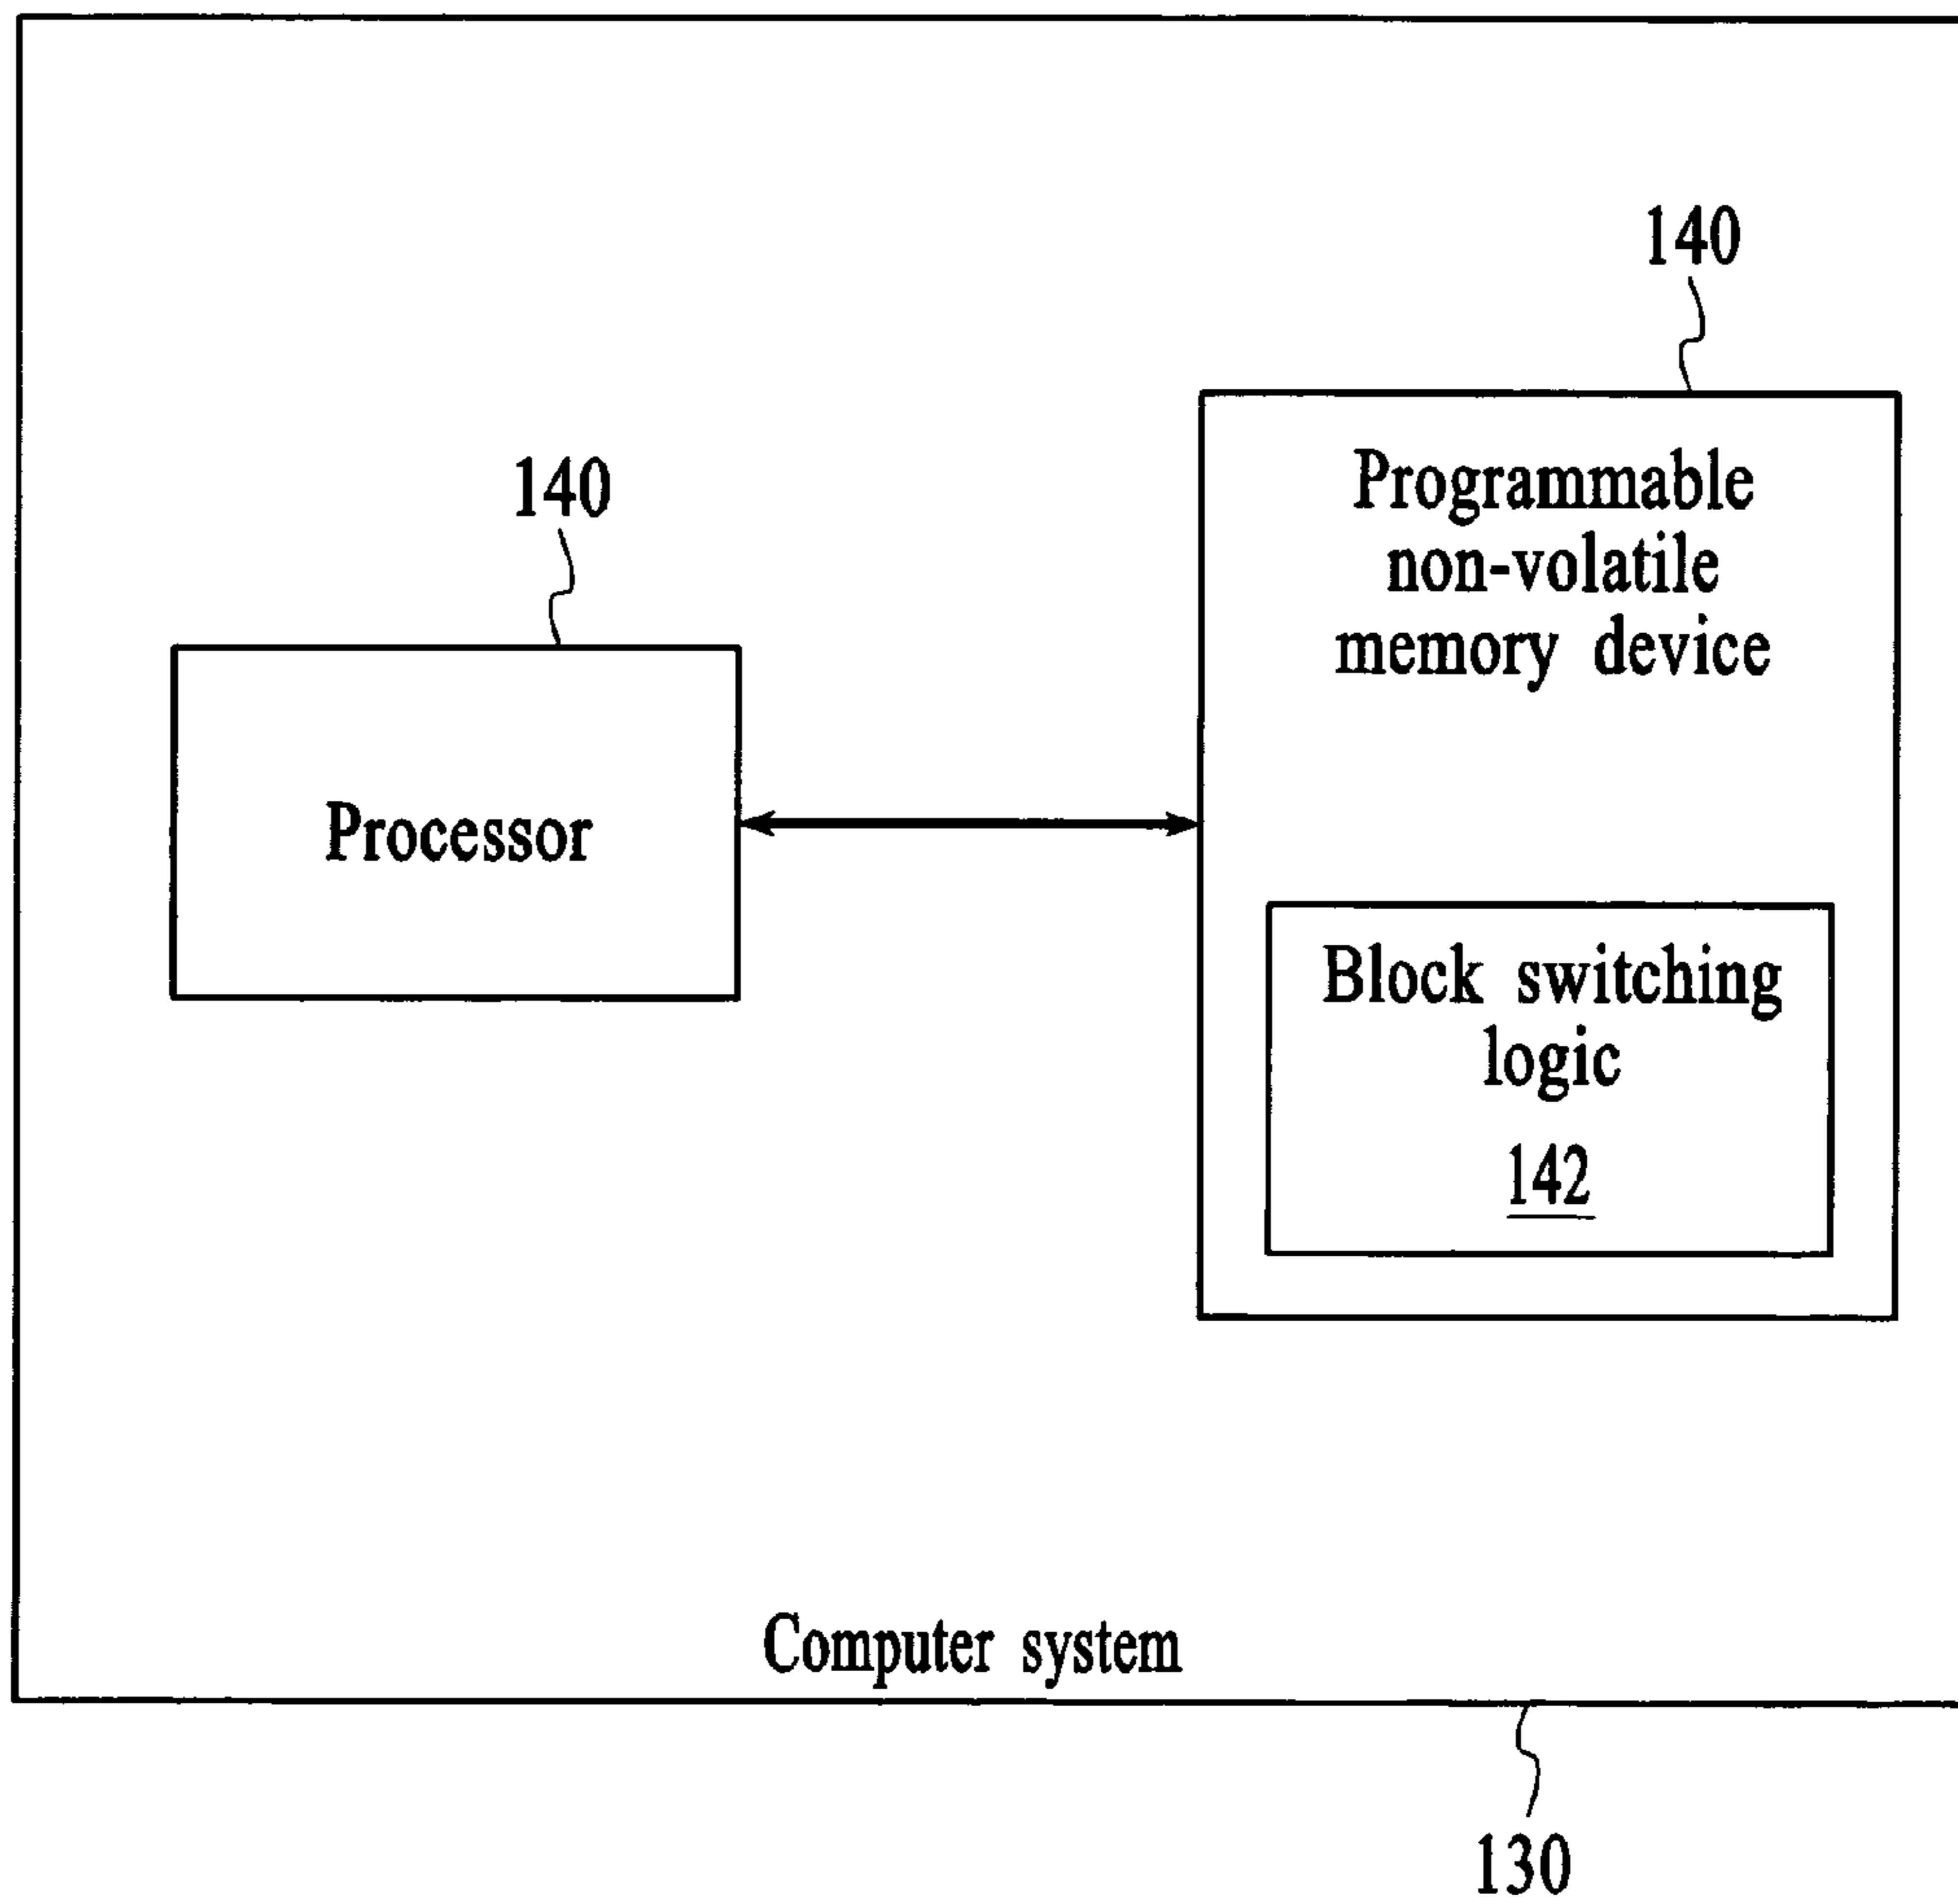 140
140
Programmable
non-volatile
memory device
Processor
Block switching
logic
142
Computer system
130